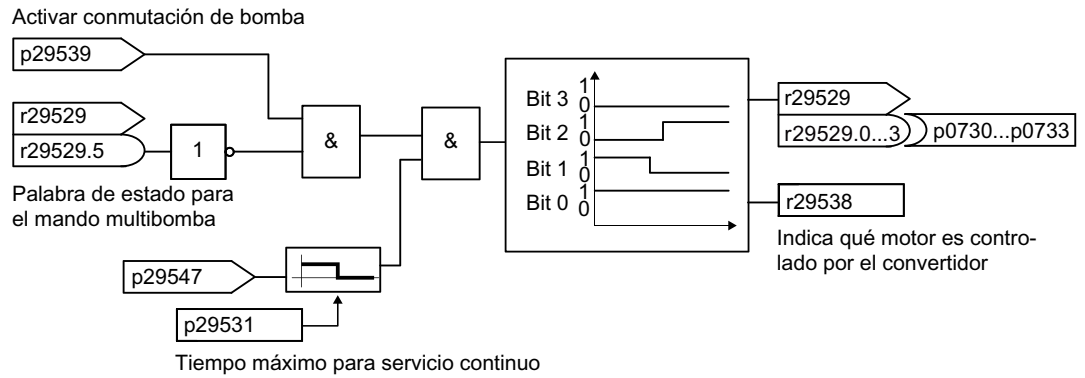 Activar conmutación de bomba
p29539
r29529
r29529.5
1
&
&
Palabra de estado para
el mando multibomba
p29547
p29531
Tiempo máximo para servicio continuo
Bit 3 1
0
Bit 2 1
0
Bit 1 1
0
Bit 0 1
0
r29529
r29529.0...3
p0730...p0733
r29538
Indica qué motor es contro-
lado por el convertidor